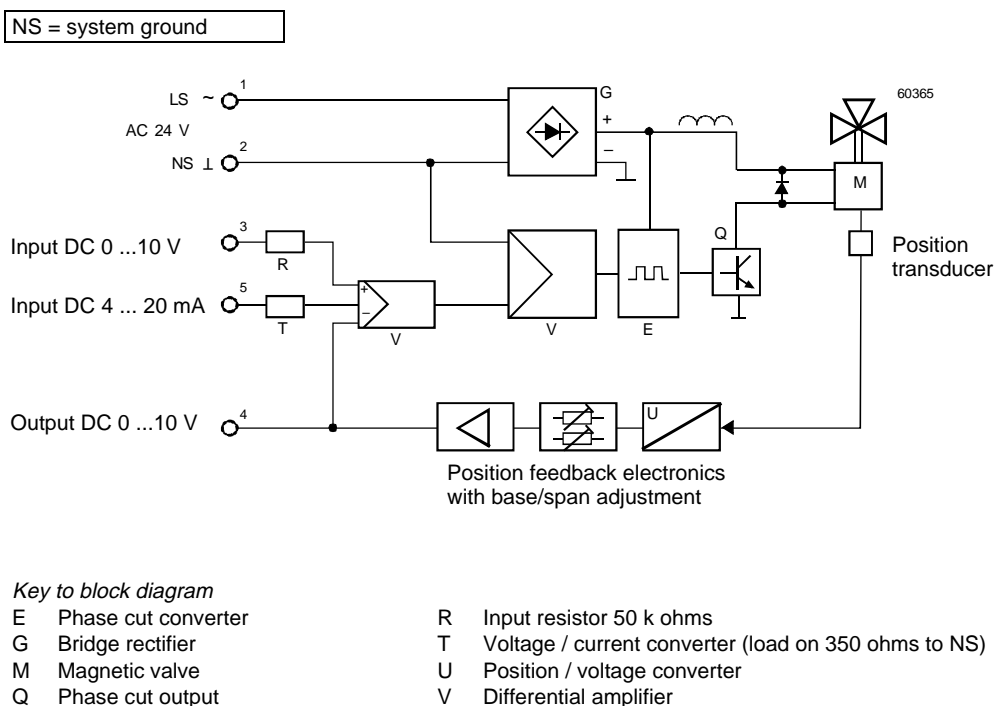 NS = system ground
1
LS ~
AC 24 V
2
NS ⊥
G
+
–
60365
M
3
Input DC 0 ...10 V
R
5
Input DC 4 ... 20 mA
T
+
–
V
V
E
Q
Position
transducer
4
Output DC 0 ...10 V
U
Position feedback electronics
with base/span adjustment
Key to block diagram
E Phase cut converter
G Bridge rectifier
M Magnetic valve
Q Phase cut output
R Input resistor 50 k ohms
T Voltage / current converter (load on 350 ohms to NS)
U Position / voltage converter
V Differential amplifier